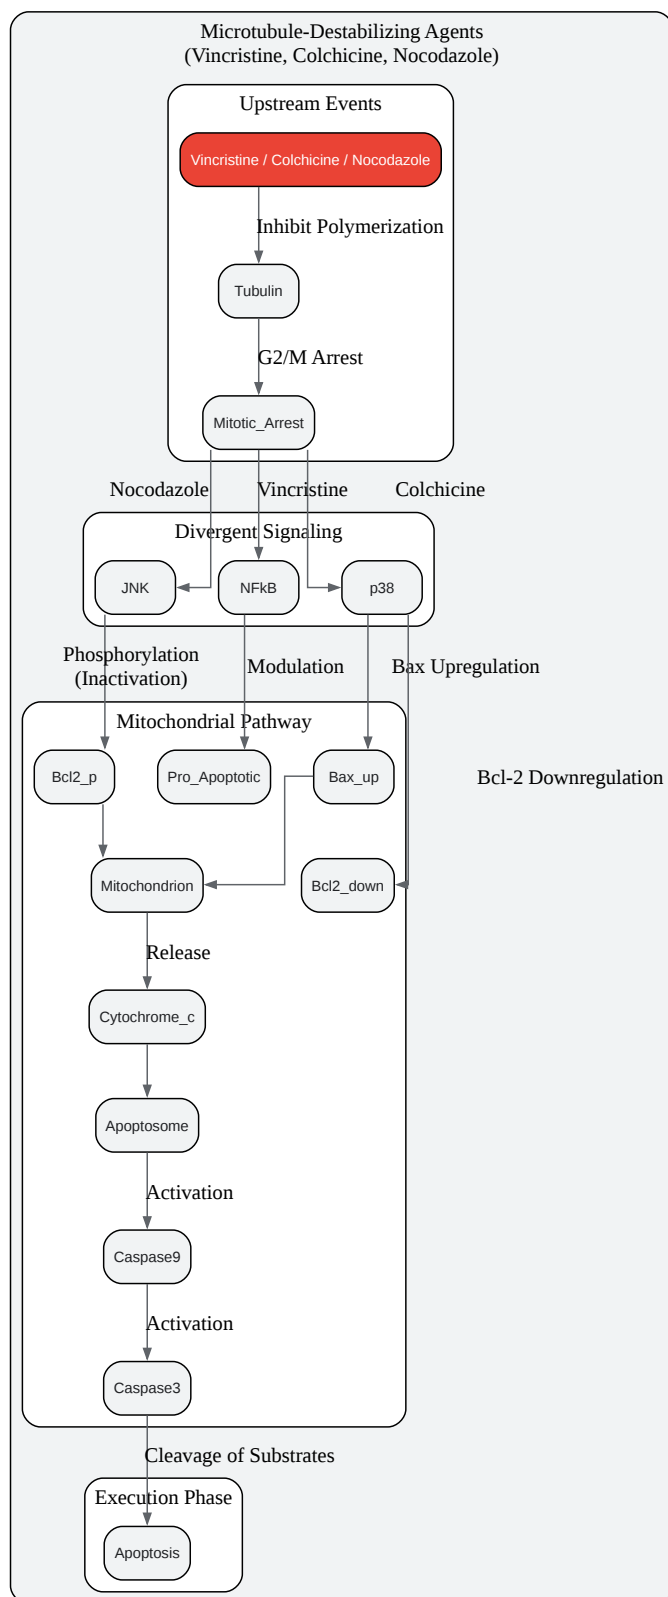 Microtubule-Destabilizing Agents
(Vincristine, Colchicine, Nocodazole)
Upstream Events
Vincristine / Colchicine / Nocodazole
Inhibit Polymerization
Tubulin
G2/M Arrest
Mitotic_Arrest
Nocodazole
Vincristine
Colchicine
Divergent Signaling
JNK
NFkB
p38
Phosphorylation
(Inactivation)
Modulation
Bax Upregulation
Mitochondrial Pathway
Bcl2_p
Pro_Apoptotic
Bax_up
Bcl-2 Downregulation
Mitochondrion
Bcl2_down
Release
Cytochrome_c
Apoptosome
Activation
Caspase9
Activation
Caspase3
Cleavage of Substrates
Execution Phase
Apoptosis